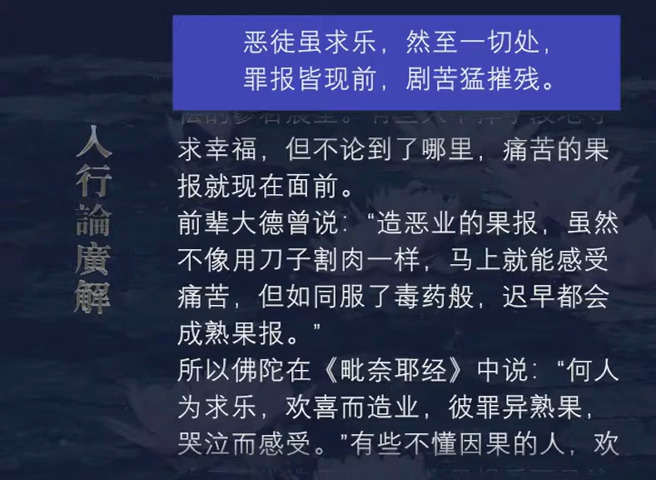 恶徒虽求乐，然至一切处，
罪报皆现前，剧苦猛摧残。
求幸福，但不论到了哪里，痛苦的果
报就现在面前。
前辈大德曾说：“造恶业的果报，虽然
不像用刀子割肉一样，马上就能感受
痛苦，但如同服了毒药般，迟早都会
成熟果报。”
所以佛陀在《毗奈耶经》中说：“何人
为求乐，欢喜而造业，彼罪异熟果，
哭泣而感受。”有些不懂因果的人，欢
入行論廣解